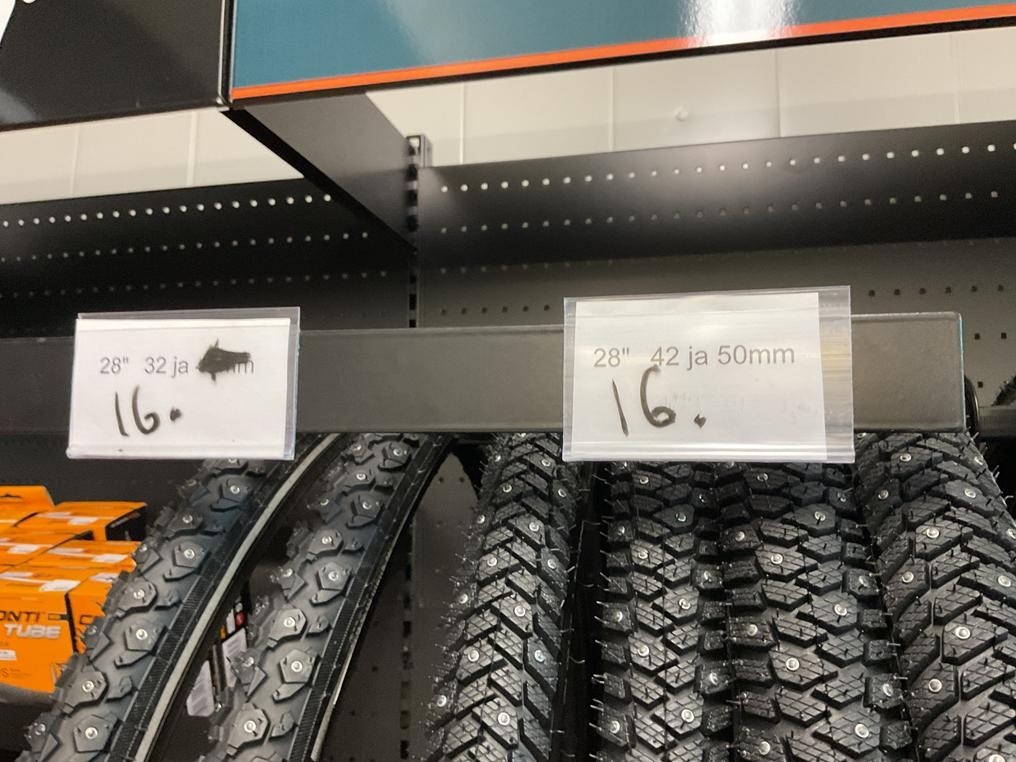 28" 32 ja
16.
28" 42 ja 50mm
16.
CONTI
TUBE